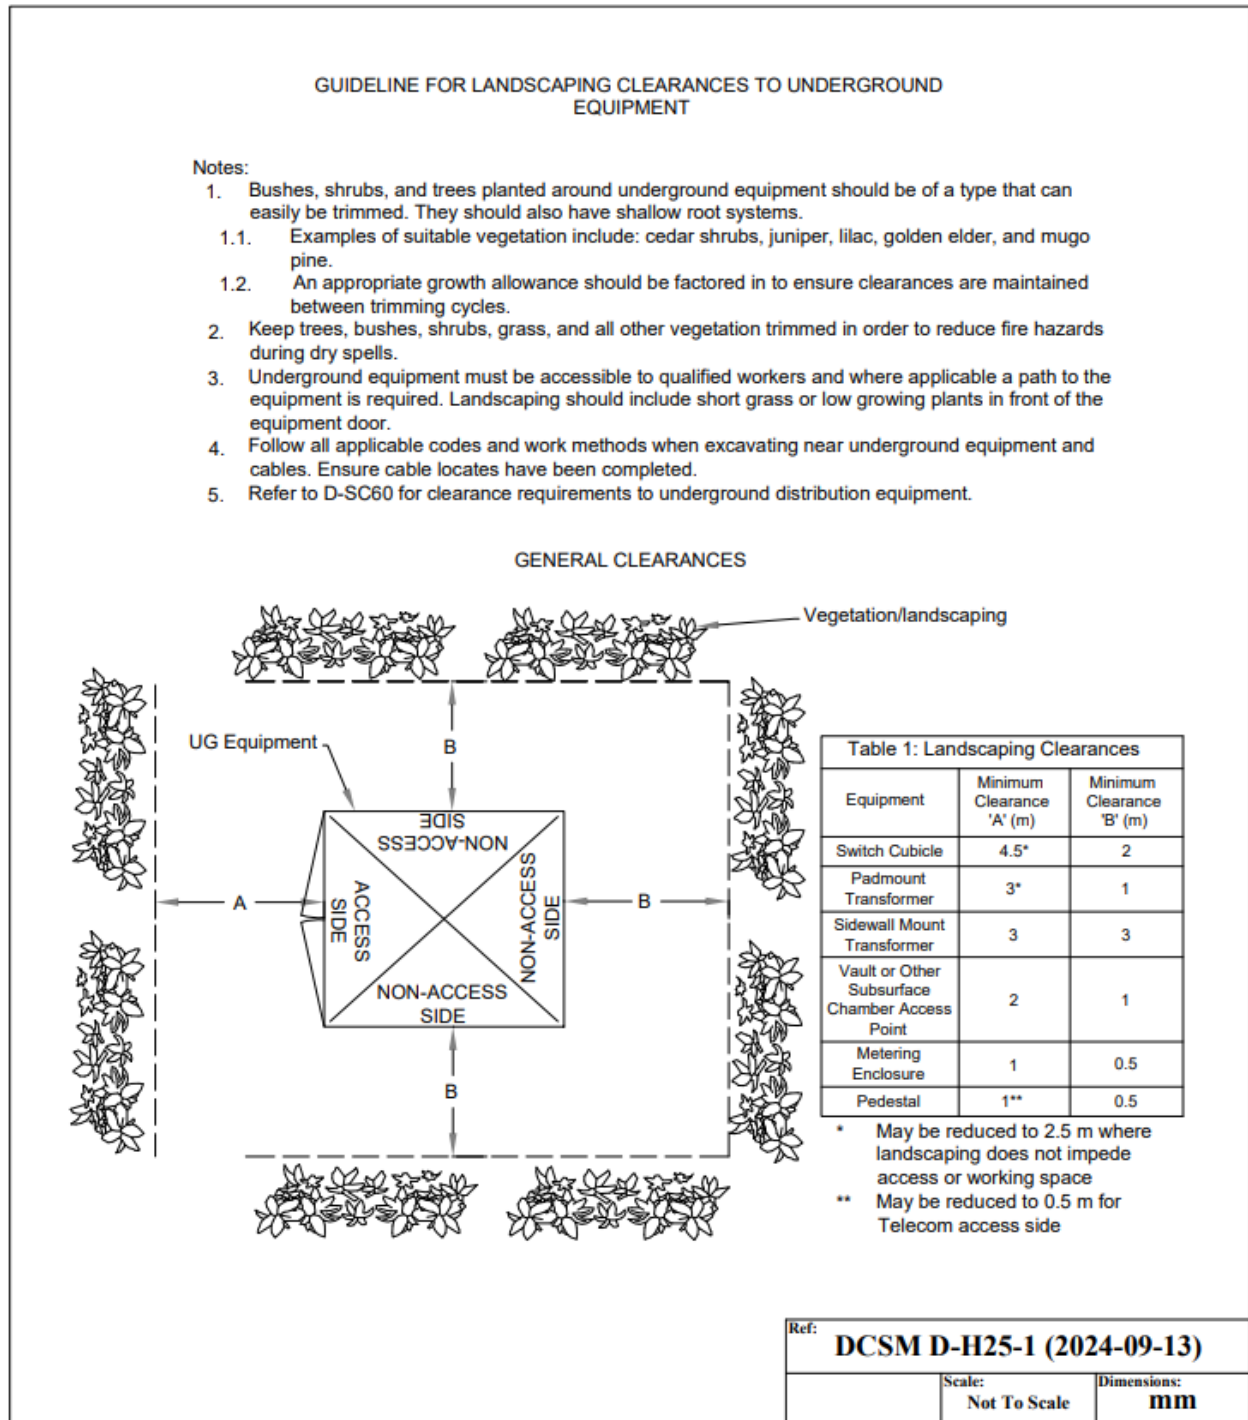 GUIDELINE FOR LANDSCAPING CLEARANCES TO UNDERGROUND
EQUIPMENT
Notes:
1. Bushes, shrubs, and trees planted around underground equipment should be of a type that can
easily be trimmed. They should also have shallow root systems.
1.1. Examples of suitable vegetation include: cedar shrubs, juniper, lilac, golden elder, and mugo
pine.
1.2. An appropriate growth allowance should be factored in to ensure clearances are maintained
between trimming cycles.
2. Keep trees, bushes, shrubs, grass, and all other vegetation trimmed in order to reduce fire hazards
during dry spells.
3. Underground equipment must be accessible to qualified workers and where applicable a path to the
equipment is required. Landscaping should include short grass or low growing plants in front of the
equipment door.
4. Follow all applicable codes and work methods when excavating near underground equipment and
cables. Ensure cable locates have been completed.
5. Refer to D-SC60 for clearance requirements to underground distribution equipment.
GENERAL CLEARANCES
Vegetation/landscaping
UG Equipment
B
NON-ACCESS
SIDE
A
ACCESS
SIDE
NON-ACCESS
SIDE
B
NON-ACCESS
SIDE
B
Table 1: Landscaping Clearances
Equipment
Minimum
Clearance
'A' (m)
Minimum
Clearance
'B' (m)
Switch Cubicle 4.5* 2
Padmount
Transformer
3* 1
Sidewall Mount
Transformer
3 3
Vault or Other
Subsurface
Chamber Access
Point
2 1
Metering
Enclosure
1 0.5
Pedestal 1** 0.5
* May be reduced to 2.5 m where
landscaping does not impede
access or working space
** May be reduced to 0.5 m for
Telecom access side
Ref:
DCSM D-H25-1 (2024-09-13)
Scale:
Not To Scale
Dimensions:
mm